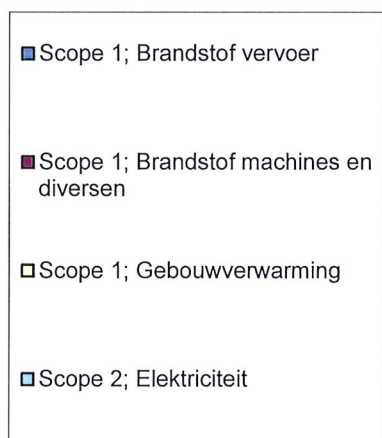 Scope 1; Brandstof vervoer
Scope 1; Brandstof machines en
diversen
Scope 1; Gebouwverwarming
Scope 2; Elektriciteit